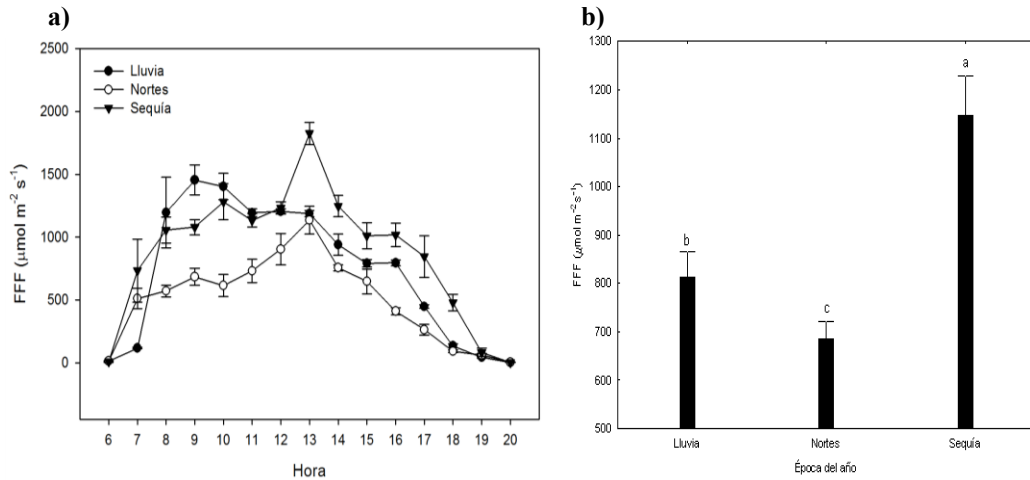 a)
2500
2000
1500
1000
500
0
FFF (μmol m⁻² s⁻¹)
Lluvia
Nortes
Sequía
6 7 8 9 10 11 12 13 14 15 16 17 18 19 20
Hora
b)
1300
1200
1100
1000
900
800
700
600
500
FFF (μmol m⁻² s⁻¹)
b
c
a
Lluvia Nortes Sequía
Época del año